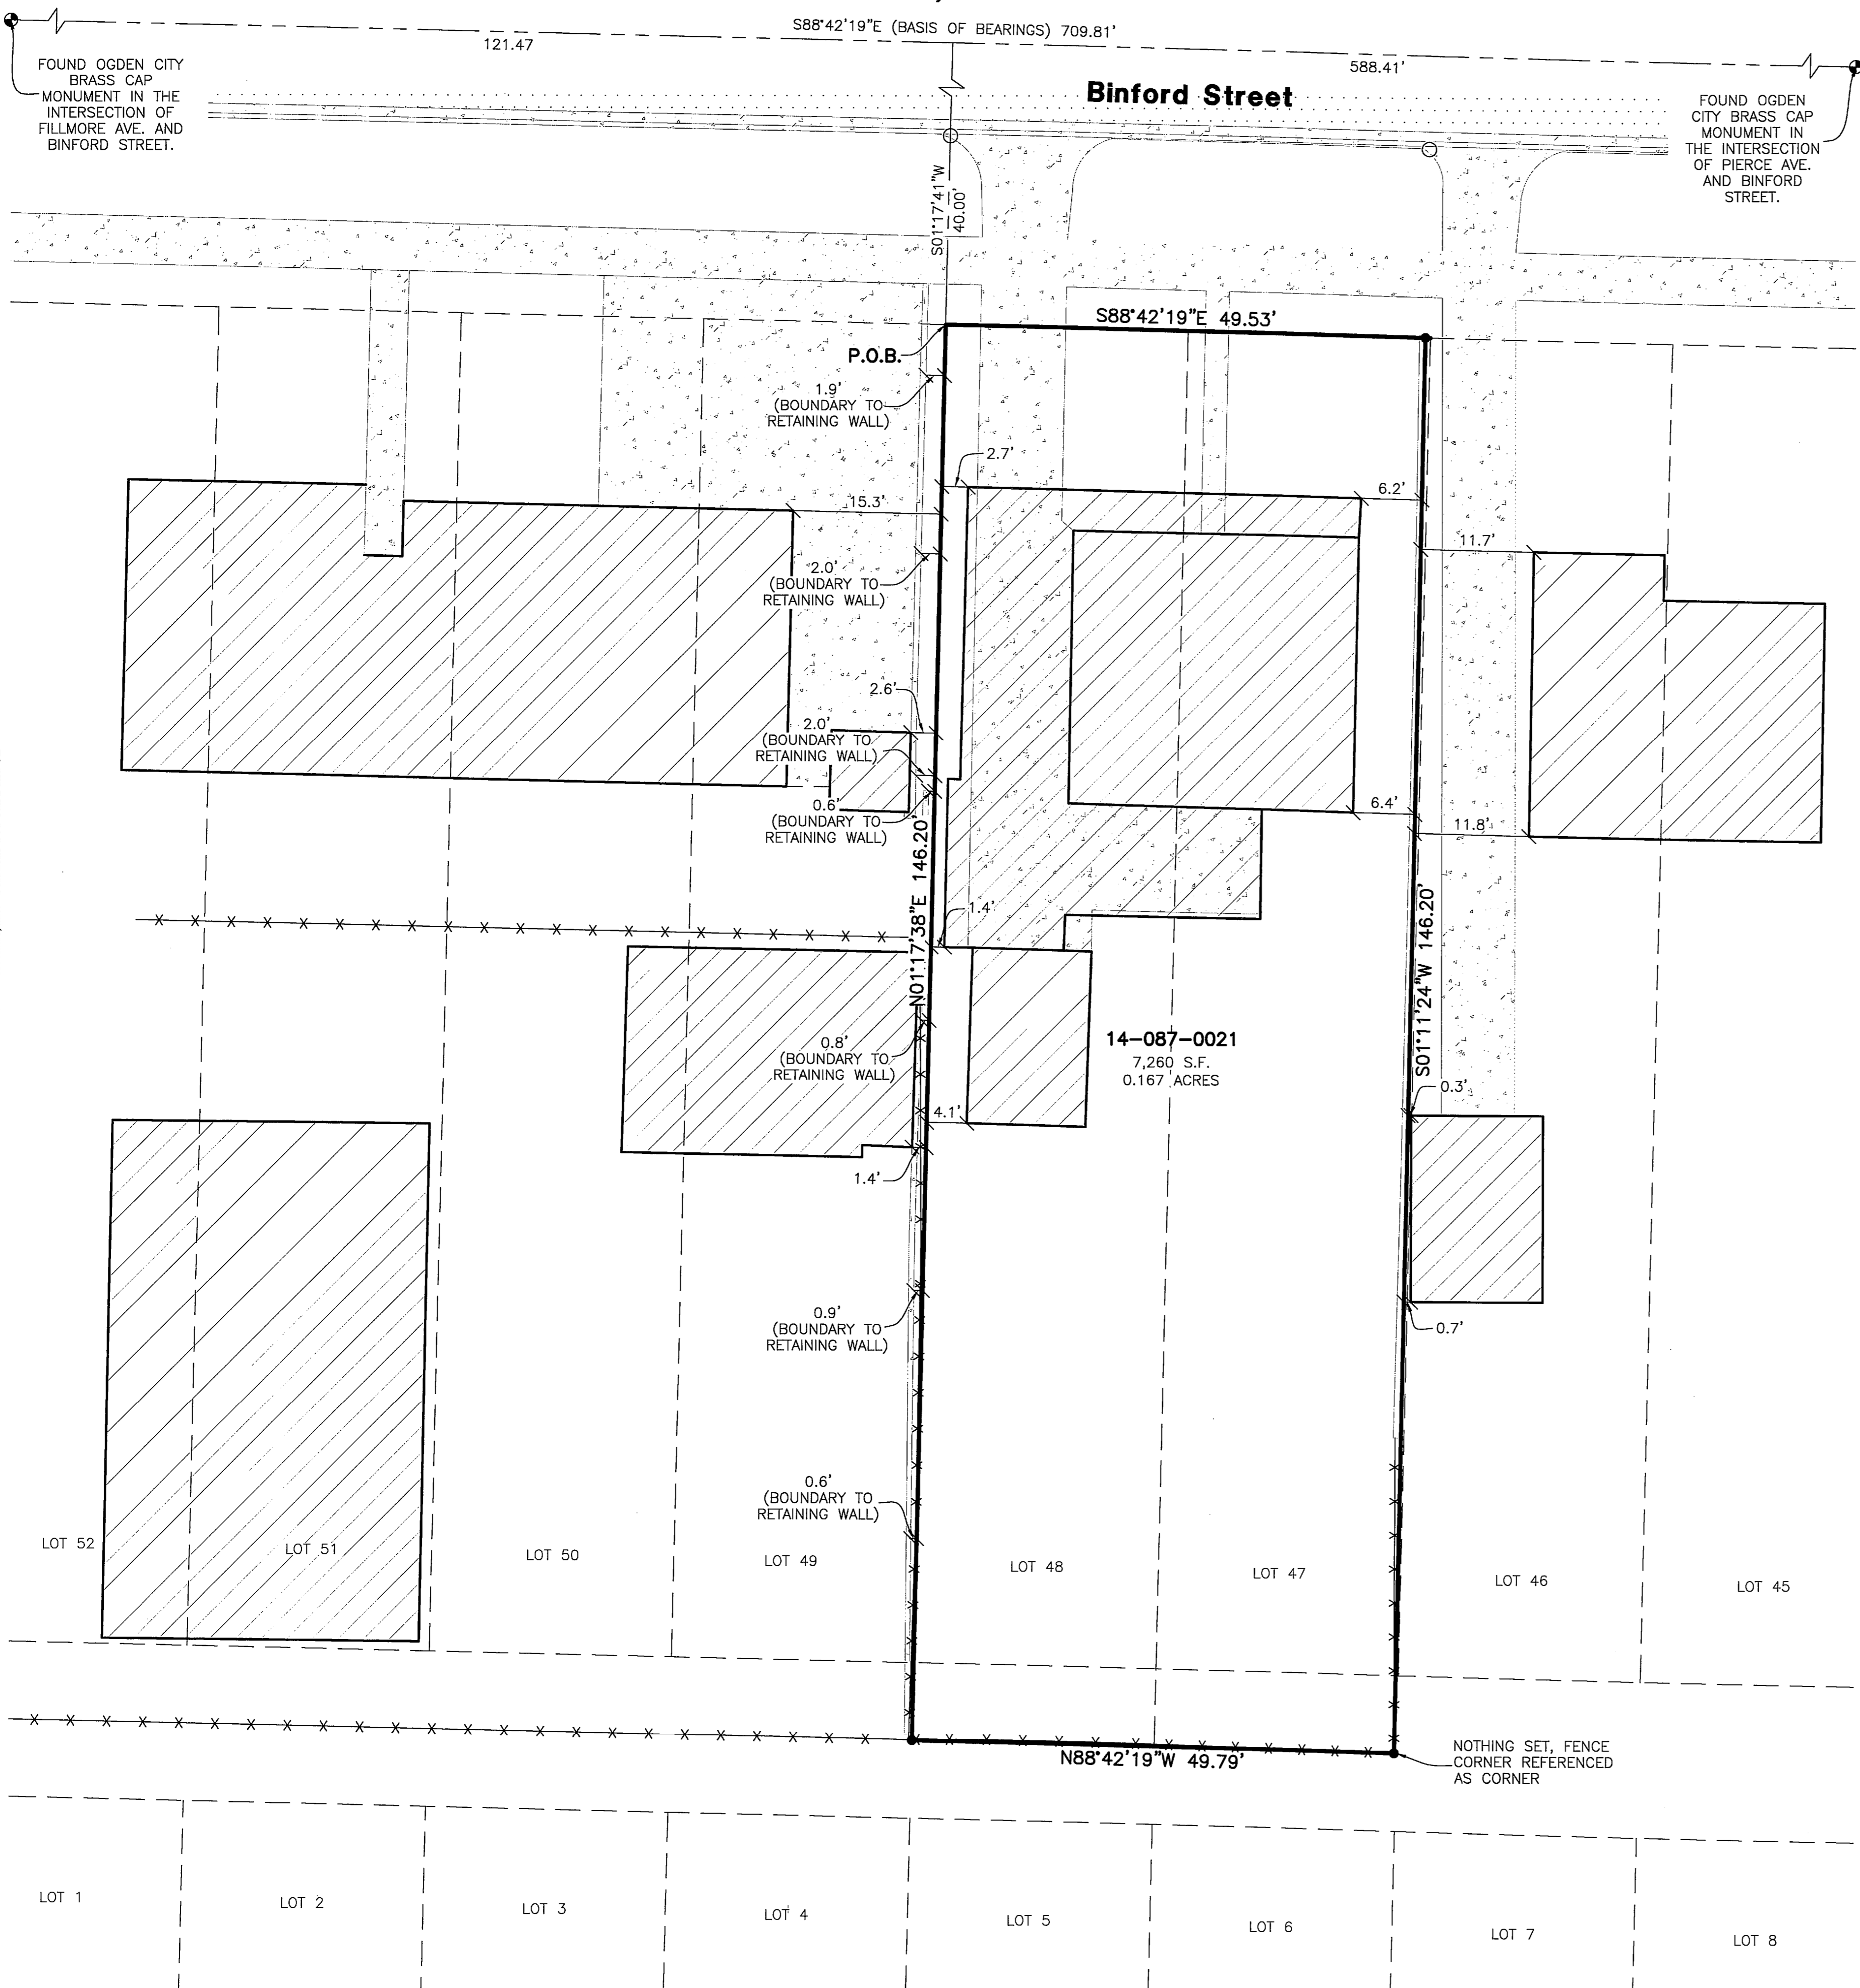 S88°42'19"E (BASIS OF BEARINGS) 709.81'
121.47
588.41'
FOUND OGDEN CITY
BRASS CAP
MONUMENT IN THE
INTERSECTION OF
FILLMORE AVE. AND
BINFORD STREET.
Binford Street
FOUND OGDEN
CITY BRASS CAP
MONUMENT IN
THE INTERSECTION
OF PIERCE AVE.
AND BINFORD
STREET.
S01°17'41"W
40.00'
S88°42'19"E 49.53'
P.O.B.
1.9'
(BOUNDARY TO
RETAINING WALL)
2.7'
15.3'
6.2'
11.7'
2.0'
(BOUNDARY TO
RETAINING WALL)
2.6'
2.0'
(BOUNDARY TO
RETAINING WALL)
0.6'
(BOUNDARY TO
RETAINING WALL)
6.4'
11.8'
N01°17'38"E 146.20'
1.4'
S01°11'24"W 146.20'
0.8'
(BOUNDARY TO
RETAINING WALL)
14-087-0021
7,260 S.F.
0.167 ACRES
0.3'
4.1'
1.4'
0.9'
(BOUNDARY TO
RETAINING WALL)
0.7'
0.6'
(BOUNDARY TO
RETAINING WALL)
LOT 52
LOT 51
LOT 50
LOT 49
LOT 48
LOT 47
LOT 46
LOT 45
N88°42'19"W 49.79'
NOTHING SET, FENCE
CORNER REFERENCED
AS CORNER
LOT 1
LOT 2
LOT 3
LOT 4
LOT 5
LOT 6
LOT 7
LOT 8